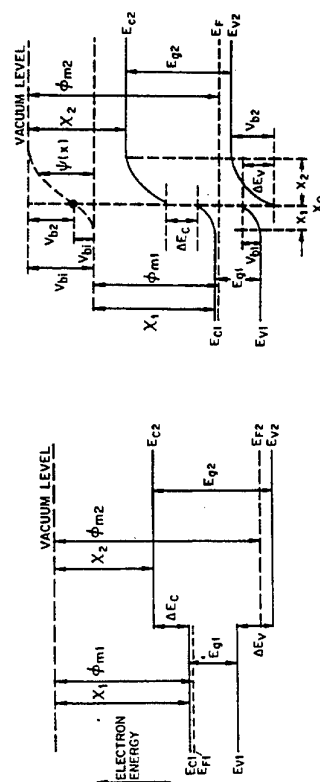 VACUUM LEVEL
χ1
ϕm1
χ2
ϕm2
ELECTRON
ENERGY
EC2
ΔEC
EC1
EF1
Eg1
Eg2
EV1
ΔEV
EF2
EV2
VACUUM LEVEL
Vbi
Vb2
Vb1
ψ(x)
χ2
ϕm2
EC2
χ1
ϕm1
ΔEC
Eg2
EC1
EF
Eg1
EV2
EV1
Vb1
ΔEV
Vb2
X1
X2